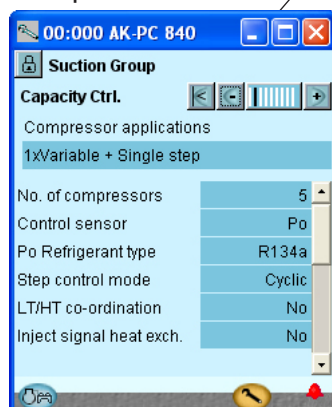 00:000 AK-PC 840
Suction Group
Capacity Ctrl.
Compressor applications
1xVariable + Single step
No. of compressors 5
Control sensor Po
Po Refrigerant type R134a
Step control mode Cyclic
LT/HT co-ordination No
Inject signal heat exch. No